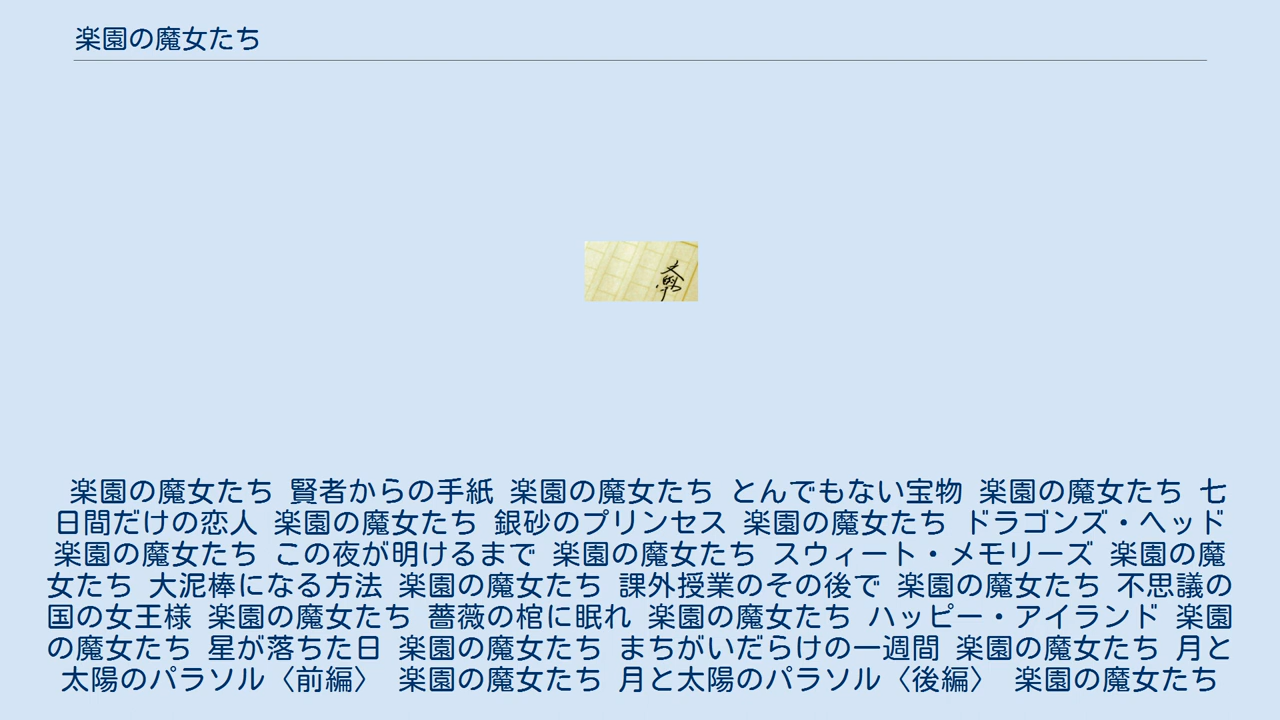 楽園の魔女たち
楽園の魔女たち 賢者からの手紙 楽園の魔女たち とんでもない宝物 楽園の魔女たち 七
日間だけの恋人 楽園の魔女たち 銀砂のプリンセス 楽園の魔女たち ドラゴンズ・ヘッド
楽園の魔女たち この夜が明けるまで 楽園の魔女たち スウィート・メモリーズ 楽園の魔
女たち 大泥棒になる方法 楽園の魔女たち 課外授業のその後で 楽園の魔女たち 不思議の
国の女王様 楽園の魔女たち 薔薇の棺に眠れ 楽園の魔女たち ハッピー・アイランド 楽園
の魔女たち 星が落ちた日 楽園の魔女たち まちがいだらけの一週間 楽園の魔女たち 月と
太陽のパラソル〈前編〉 楽園の魔女たち 月と太陽のパラソル〈後編〉 楽園の魔女たち